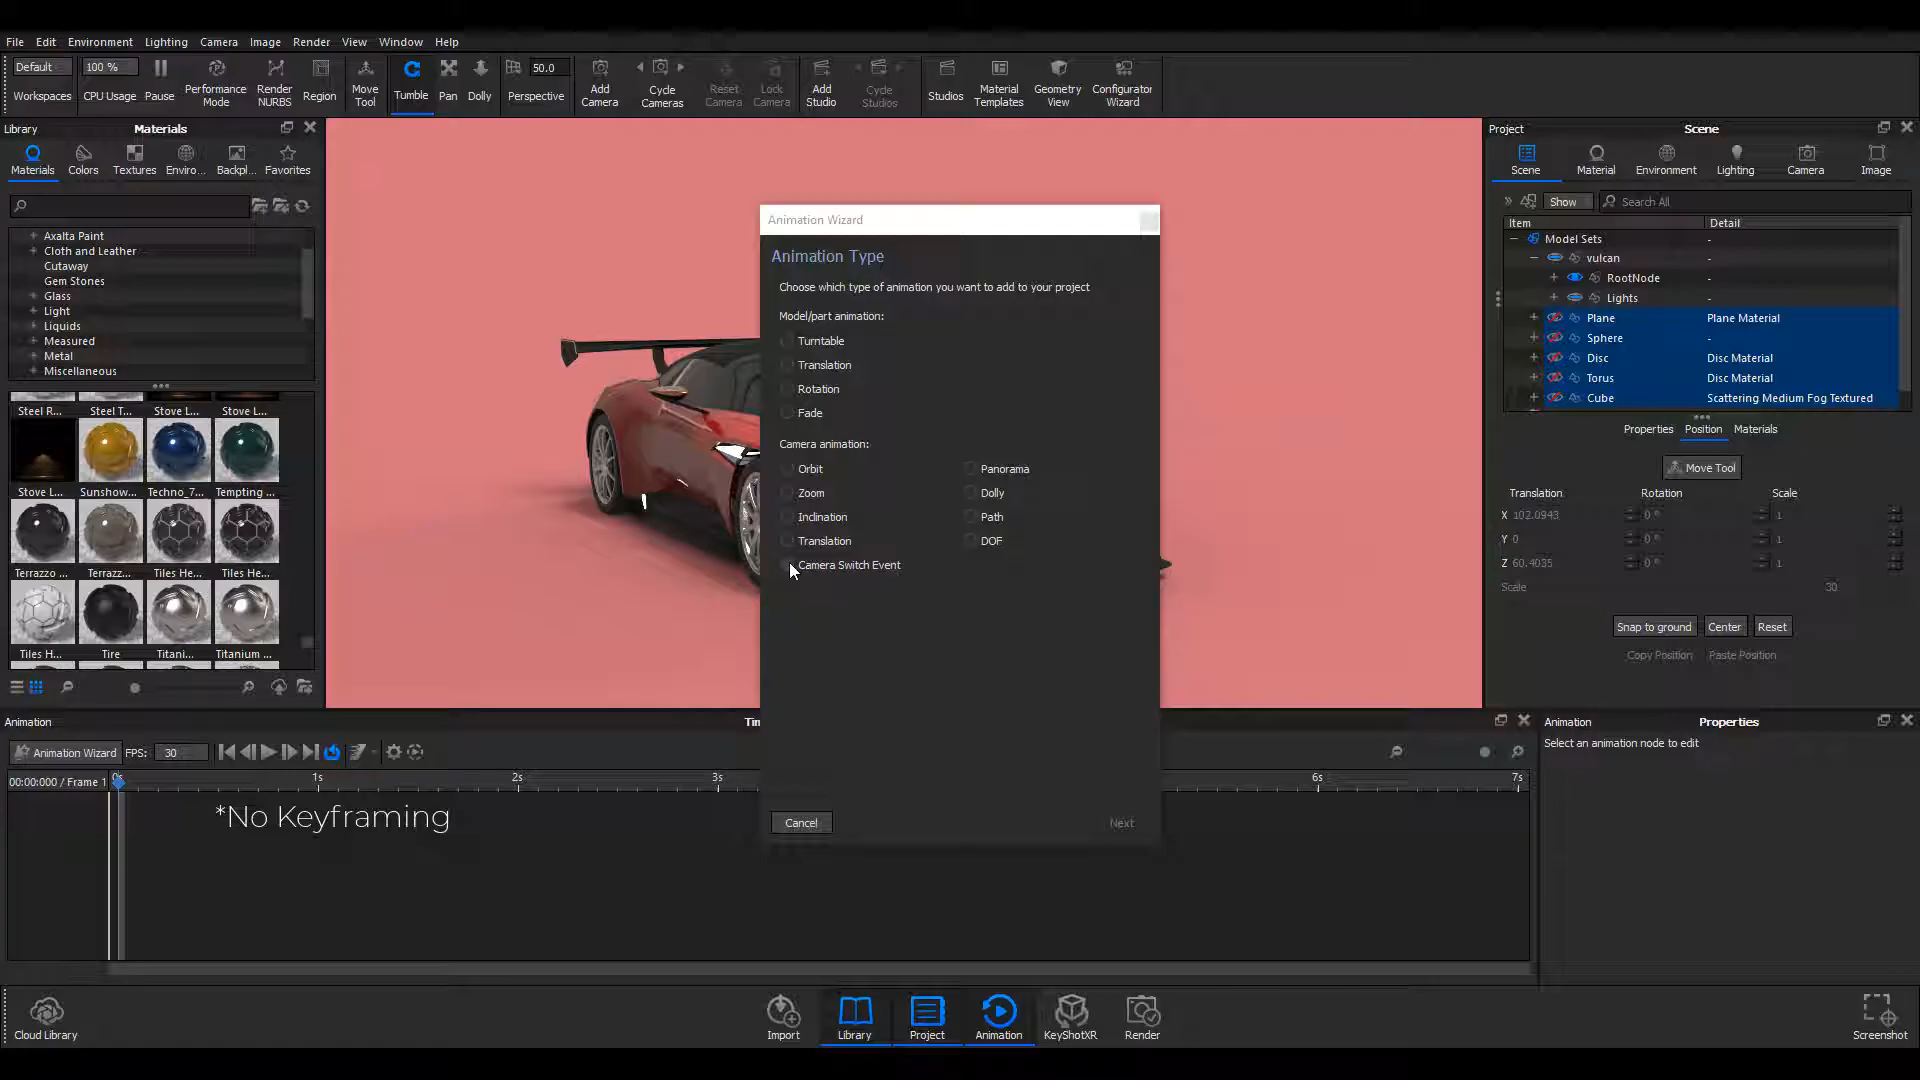 File Edit Environment Lighting Camera Image Render View Window Help
Default 100 % 50.0
Workspaces CPU Usage Pause Performance Mode Render NURBS Region Move Tool Tumble Pan Dolly Perspective Add Camera Cycle Cameras Reset Camera Lock Camera Add Studio Cycle Studios Studios Material Templates Geometry View Configurator Wizard
Library Materials
Materials Colors Textures Enviro... Backpl... Favorites
Axalta Paint
Cloth and Leather
Cutaway
Gem Stones
Glass
Light
Liquids
Measured
Metal
Miscellaneous
Steel R... Steel T... Stove L... Stove L...
Stove L... Sunshow... Techno_7... Tempting ...
Terrazzo ... Terrazz... Tiles He... Tiles He...
Tiles H... Tire Titani... Titanium ...
Animation Wizard
Animation Type
Choose which type of animation you want to add to your project
Model/part animation:
Turntable
Translation
Rotation
Fade
Camera animation:
Orbit Panorama
Zoom Dolly
Inclination Path
Translation DOF
Camera Switch Event
Cancel Next
Project Scene
Scene Material Environment Lighting Camera Image
Show Search All
Item Detail
Model Sets -
vulcan -
RootNode -
Lights -
Plane Plane Material
Sphere -
Disc Disc Material
Torus Disc Material
Cube Scattering Medium Fog Textured
Properties Position Materials
Move Tool
Translation Rotation Scale
X 102.0943 0 ° 1
Y 0 0 ° 1
Z 60.4035 0 ° 1
Scale 30
Snap to ground Center Reset
Copy Position Paste Position
Animation Tim
Animation Wizard FPS: 30
00:00:000 / Frame 1 0s 1s 2s 3s 6s 7s
*No Keyframing
Animation Properties
Select an animation node to edit
Cloud Library Import Library Project Animation KeyShotXR Render Screenshot